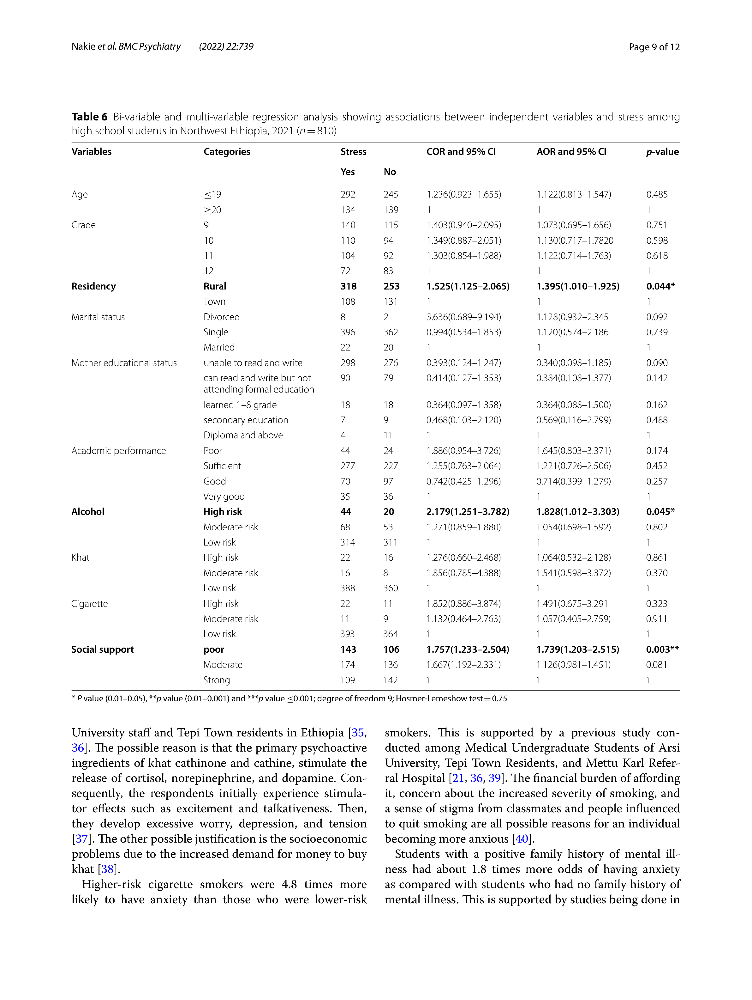 Nakie et al. BMC Psychiatry (2022) 22:739 Page 9 of 12
Table 6 Bi-variable and multi-variable regression analysis showing associations between independent variables and stress among
high school students in Northwest Ethiopia, 2021 (n = 810)
Variables Categories Stress COR and 95% CI AOR and 95% CI p-value
Yes No
Age ≤19 292 245 1.236(0.923–1.655) 1.122(0.813–1.547) 0.485
≥20 134 139 1 1 1
Grade 9 140 115 1.403(0.940–2.095) 1.073(0.695–1.656) 0.751
10 110 94 1.349(0.887–2.051) 1.130(0.717–1.7820 0.598
11 104 92 1.303(0.854–1.988) 1.122(0.714–1.763) 0.618
12 72 83 1 1 1
Residency Rural 318 253 1.525(1.125–2.065) 1.395(1.010–1.925) 0.044*
Town 108 131 1 1 1
Marital status Divorced 8 2 3.636(0.689–9.194) 1.128(0.932–2.345 0.092
Single 396 362 0.994(0.534–1.853) 1.120(0.574–2.186 0.739
Married 22 20 1 1 1
Mother educational status unable to read and write 298 276 0.393(0.124–1.247) 0.340(0.098–1.185) 0.090
can read and write but not 90 79 0.414(0.127–1.353) 0.384(0.108–1.377) 0.142
attending formal education
learned 1–8 grade 18 18 0.364(0.097–1.358) 0.364(0.088–1.500) 0.162
secondary education 7 9 0.468(0.103–2.120) 0.569(0.116–2.799) 0.488
Diploma and above 4 11 1 1 1
Academic performance Poor 44 24 1.886(0.954–3.726) 1.645(0.803–3.371) 0.174
Sufficient 277 227 1.255(0.763–2.064) 1.221(0.726–2.506) 0.452
Good 70 97 0.742(0.425–1.296) 0.714(0.399–1.279) 0.257
Very good 35 36 1 1 1
Alcohol High risk 44 20 2.179(1.251–3.782) 1.828(1.012–3.303) 0.045*
Moderate risk 68 53 1.271(0.859–1.880) 1.054(0.698–1.592) 0.802
Low risk 314 311 1 1 1
Khat High risk 22 16 1.276(0.660–2.468) 1.064(0.532–2.128) 0.861
Moderate risk 16 8 1.856(0.785–4.388) 1.541(0.598–3.372) 0.370
Low risk 388 360 1 1 1
Cigarette High risk 22 11 1.852(0.886–3.874) 1.491(0.675–3.291 0.323
Moderate risk 11 9 1.132(0.464–2.763) 1.057(0.405–2.759) 0.911
Low risk 393 364 1 1 1
Social support poor 143 106 1.757(1.233–2.504) 1.739(1.203–2.515) 0.003**
Moderate 174 136 1.667(1.192–2.331) 1.126(0.981–1.451) 0.081
Strong 109 142 1 1 1
* P value (0.01–0.05), **p value (0.01–0.001) and ***p value ≤0.001; degree of freedom 9; Hosmer-Lemeshow test = 0.75
University staff and Tepi Town residents in Ethiopia [35,
36]. The possible reason is that the primary psychoactive
ingredients of khat cathinone and cathine, stimulate the
release of cortisol, norepinephrine, and dopamine. Con-
sequently, the respondents initially experience stimula-
tor effects such as excitement and talkativeness. Then,
they develop excessive worry, depression, and tension
[37]. The other possible justification is the socioeconomic
problems due to the increased demand for money to buy
khat [38].
Higher-risk cigarette smokers were 4.8 times more
likely to have anxiety than those who were lower-risk
smokers. This is supported by a previous study con-
ducted among Medical Undergraduate Students of Arsi
University, Tepi Town Residents, and Mettu Karl Refer-
ral Hospital [21, 36, 39]. The financial burden of affording
it, concern about the increased severity of smoking, and
a sense of stigma from classmates and people influenced
to quit smoking are all possible reasons for an individual
becoming more anxious [40].
Students with a positive family history of mental ill-
ness had about 1.8 times more odds of having anxiety
as compared with students who had no family history of
mental illness. This is supported by studies being done in